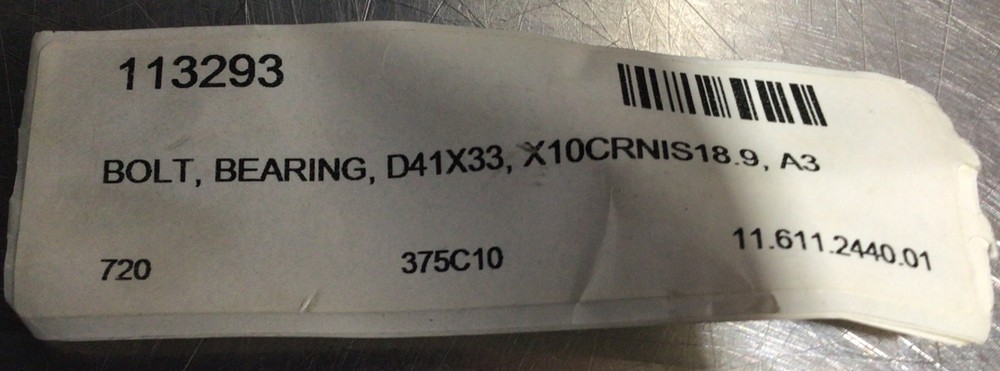 113293
BOLT, BEARING, D41X33, X10CRNIS18.9, A3
720 375C10 11.611.2440.01